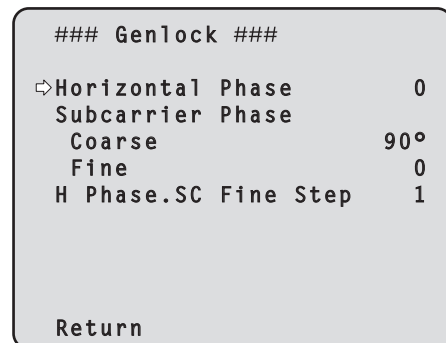 ### Genlock ###
⇨Horizontal Phase 0
Subcarrier Phase
Coarse 90°
Fine 0
H Phase.SC Fine Step 1
Return